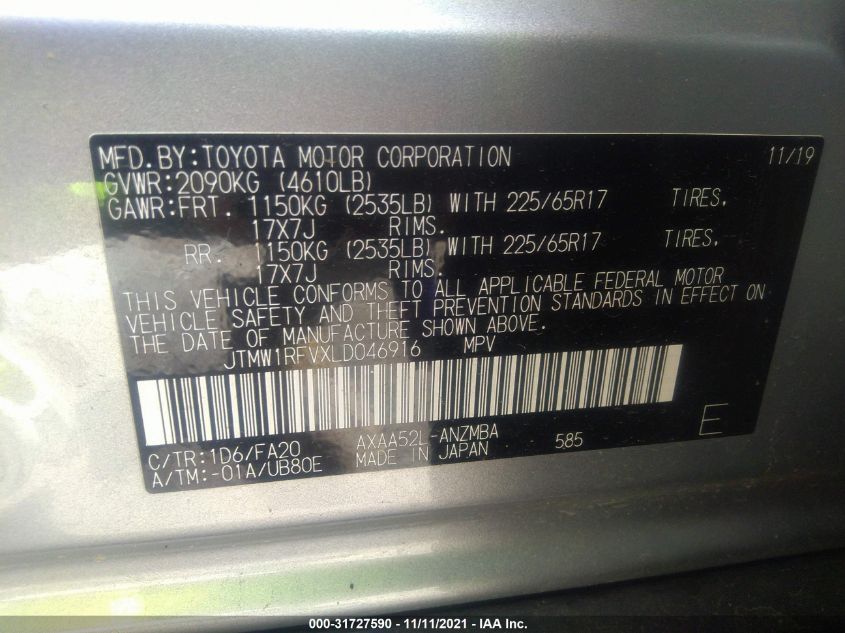 MFD.BY:TOYOTA MOTOR CORPORATION 11/19
GVWR:2090KG (4610LB)
GAWR:FRT. 1150KG (2535LB) WITH 225/65R17 TIRES,
17X7J RIMS.
RR. 1150KG (2535LB) WITH 225/65R17 TIRES,
17X7J RIMS.
THIS VEHICLE CONFORMS TO ALL APPLICABLE FEDERAL MOTOR
VEHICLE SAFETY AND THEFT PREVENTION STANDARDS IN EFFECT ON
THE DATE OF MANUFACTURE SHOWN ABOVE.
JTMW1RFVXLD046916 MPV
C/TR:1D6/FA20 AXAA52L-ANZMBA 585 E
A/TM:-01A/UB80E MADE IN JAPAN
000-31727590 - 11/11/2021 - IAA Inc.